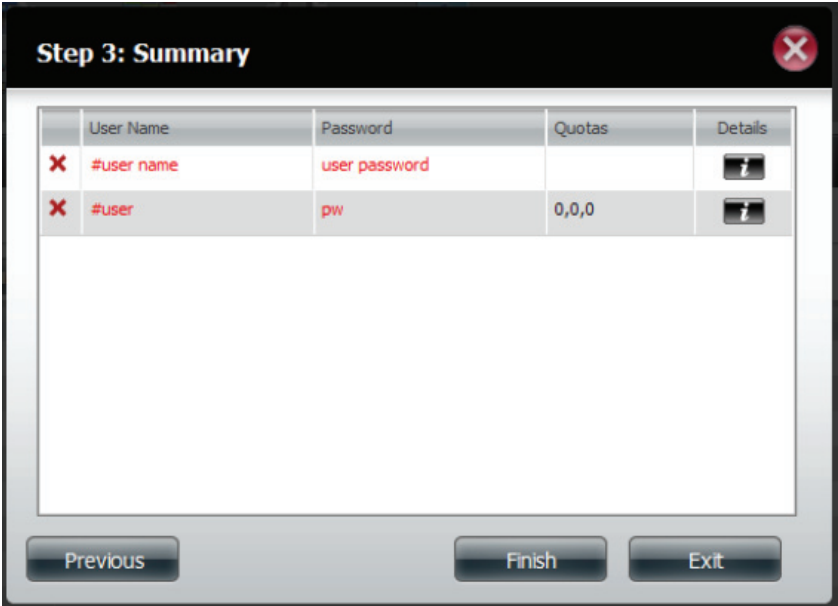 Step 3: Summary
User Name Password Quotas Details
#user name user password
#user pw 0,0,0
Previous Finish Exit